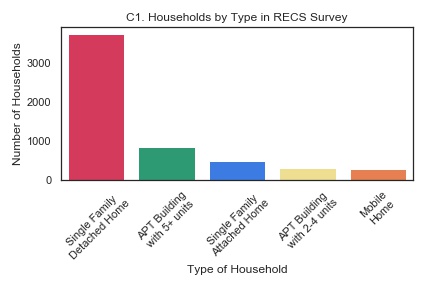 C1. Households by Type in RECS Survey
Number of Households
3000
2000
1000
0
Single Family
Detached Home
APT Building
with 5+ units
Single Family
Attached Home
APT Building
with 2-4 units
Mobile
Home
Type of Household